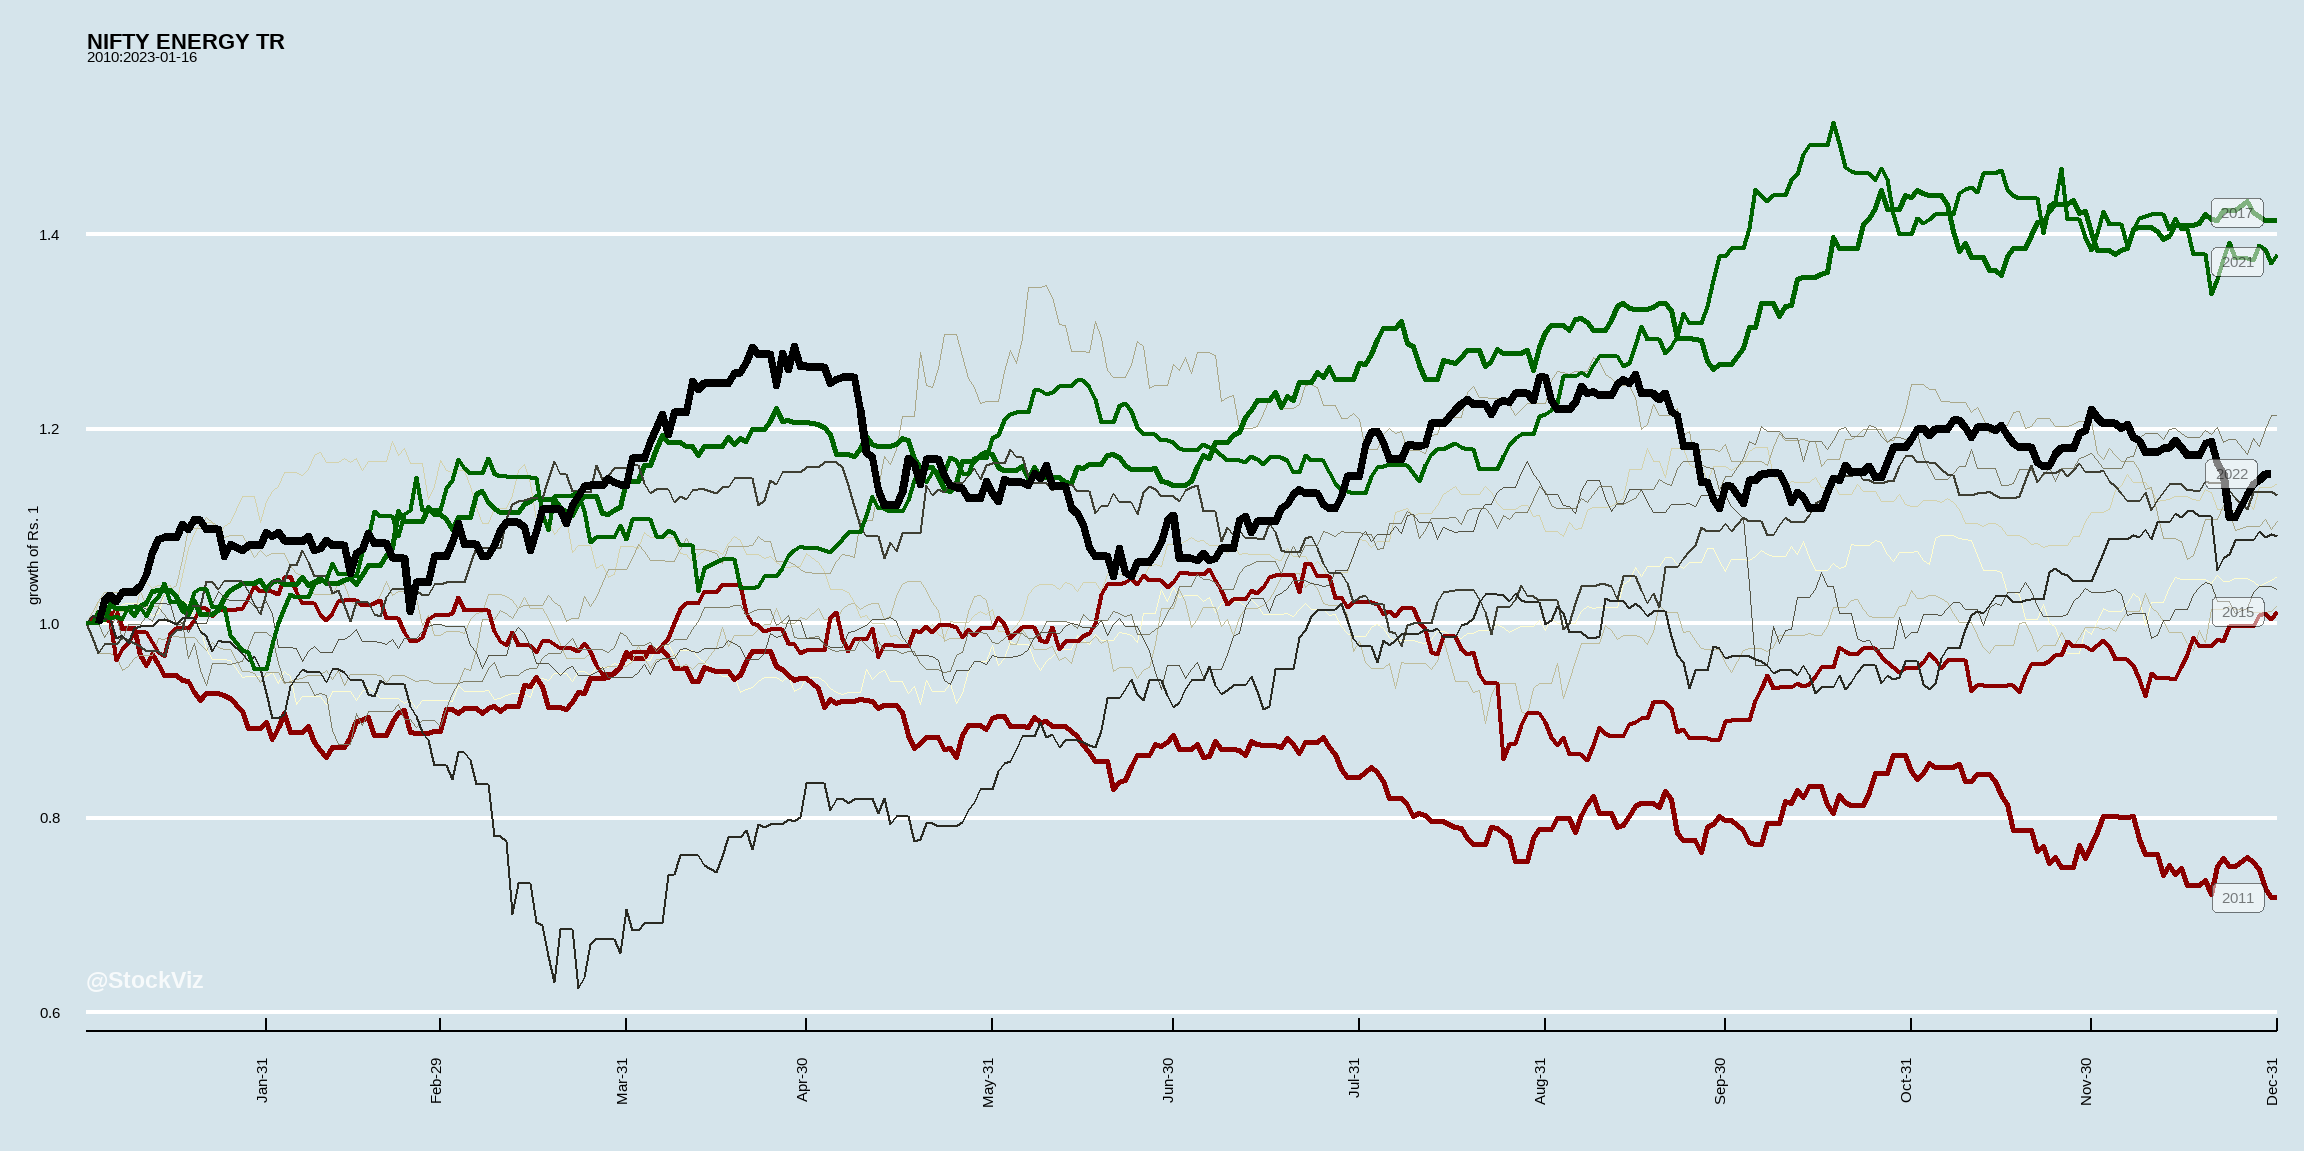 NIFTY ENERGY TR
2010:2023-01-16
growth of Rs. 1
1.4
1.2
1.0
0.8
0.6
2017
2021
2022
2015
2011
@StockViz
Jan-31
Feb-29
Mar-31
Apr-30
May-31
Jun-30
Jul-31
Aug-31
Sep-30
Oct-31
Nov-30
Dec-31